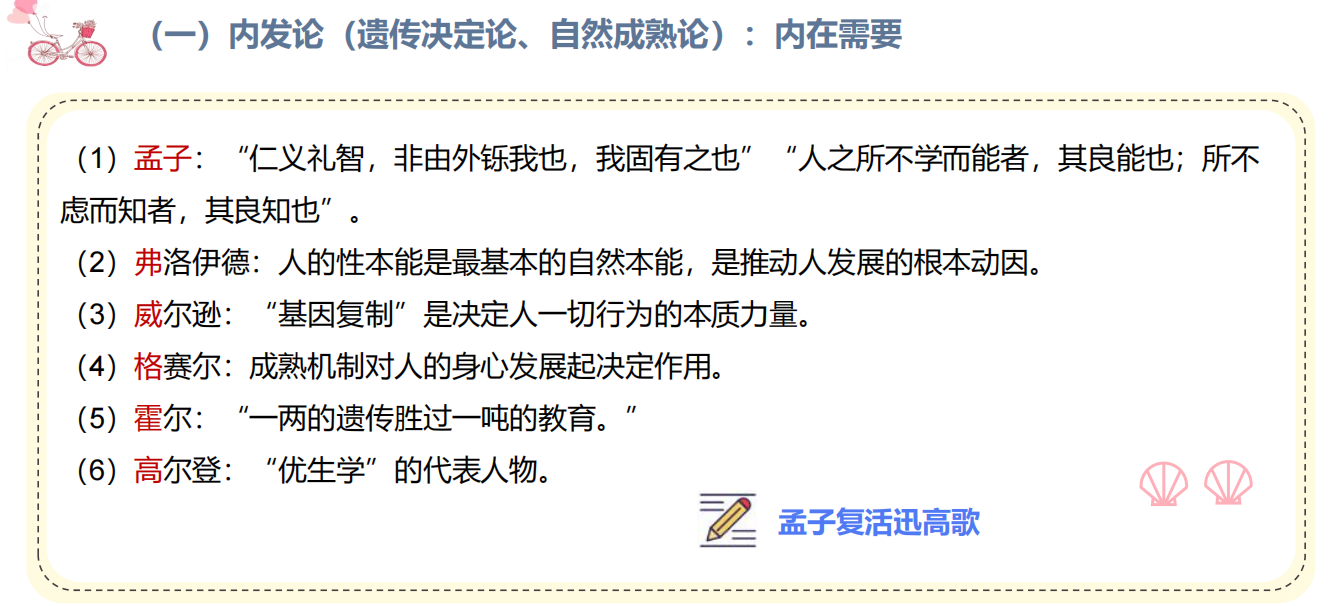 （一）内发论（遗传决定论、自然成熟论）：内在需要
（1）孟子：“仁义礼智，非由外铄我也，我固有之也”“人之所不学而能者，其良能也；所不
虑而知者，其良知也”。
（2）弗洛伊德：人的性本能是最基本的自然本能，是推动人发展的根本动因。
（3）威尔逊：“基因复制”是决定人一切行为的本质力量。
（4）格赛尔：成熟机制对人的身心发展起决定作用。
（5）霍尔：“一两的遗传胜过一吨的教育。”
（6）高尔登：“优生学”的代表人物。
孟子复活迅高歌